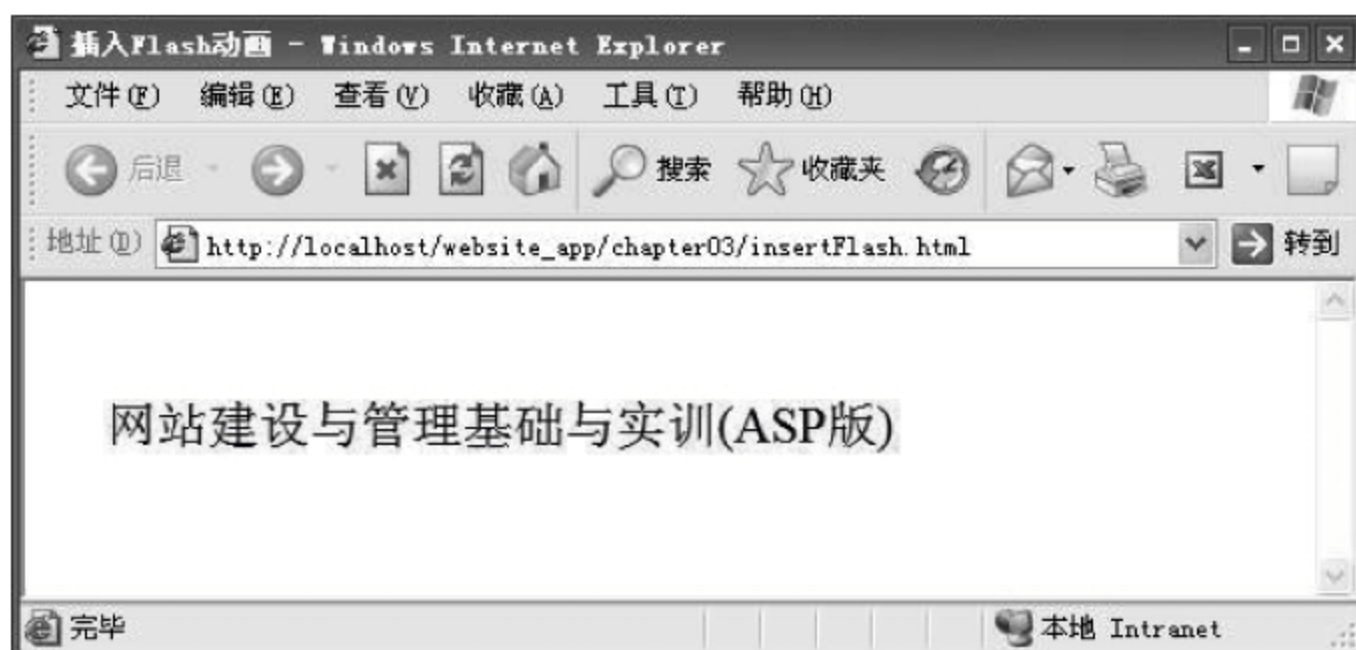 插入Flash动画 - Windows Internet Explorer
文件(F) 编辑(E) 查看(V) 收藏(A) 工具(T) 帮助(H)
后退 搜索 收藏夹
地址(D) http://localhost/website_app/chapter03/insertFlash.html 转到
网站建设与管理基础与实训(ASP版)
完毕 本地 Intranet